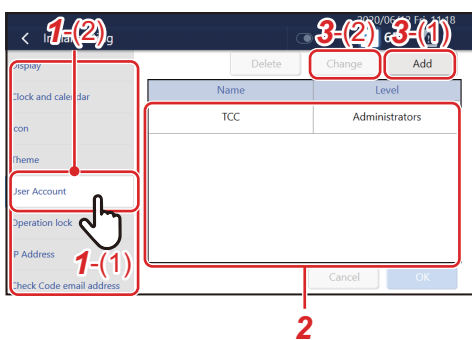 1-(2)
3-(2)
3-(1)
2020/06/12 Fri 11:18
Display
Delete
Change
Add
Clock and calendar
Name
Level
TCC
Administrators
Icon
Theme
User Account
Operation lock
IP Address
1-(1)
Check Code email address
Cancel
OK
2